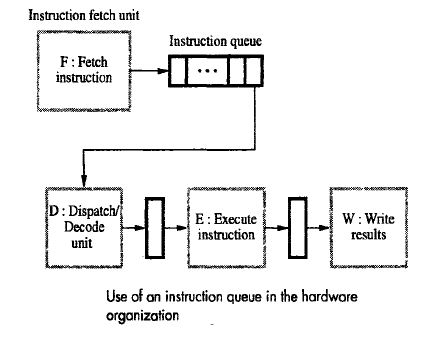 Instruction fetch unit
Instruction queue
F : Fetch
instruction
...
D : Dispatch/
Decode
unit
E : Execute
instruction
W : Write
results
Use of an instruction queue in the hardware
organization